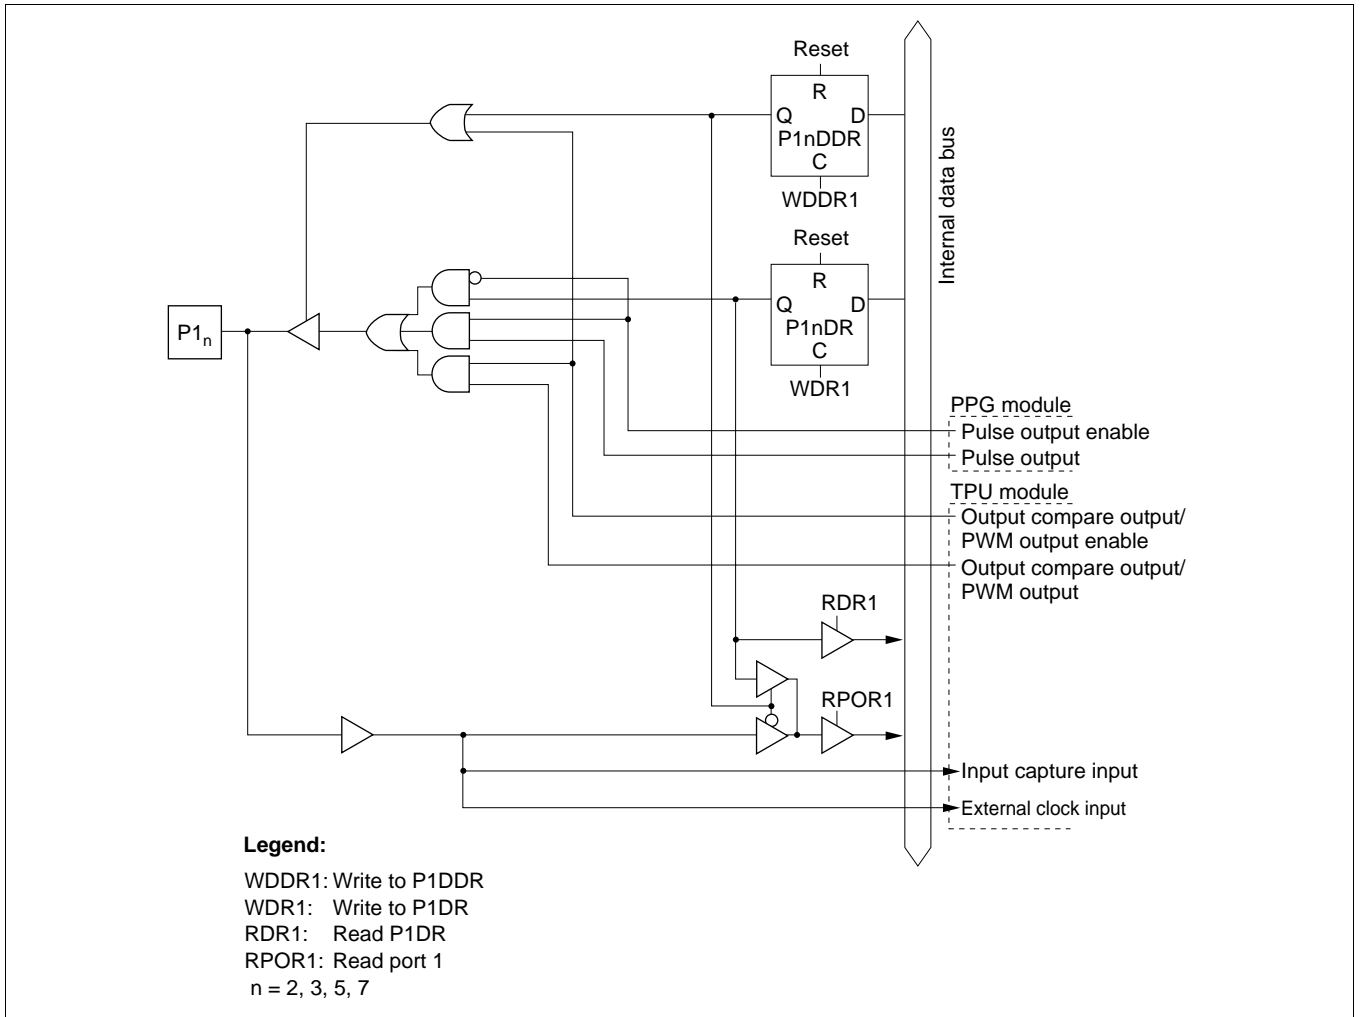 Reset
R
Q D
P1nDDR
C
WDDR1
Internal data bus
Reset
R
Q D
P1nDR
C
WDR1
P1n
PPG module
Pulse output enable
Pulse output
TPU module
Output compare output/
PWM output enable
Output compare output/
PWM output
RDR1
RPOR1
Input capture input
External clock input
Legend:
WDDR1: Write to P1DDR
WDR1: Write to P1DR
RDR1: Read P1DR
RPOR1: Read port 1
n = 2, 3, 5, 7